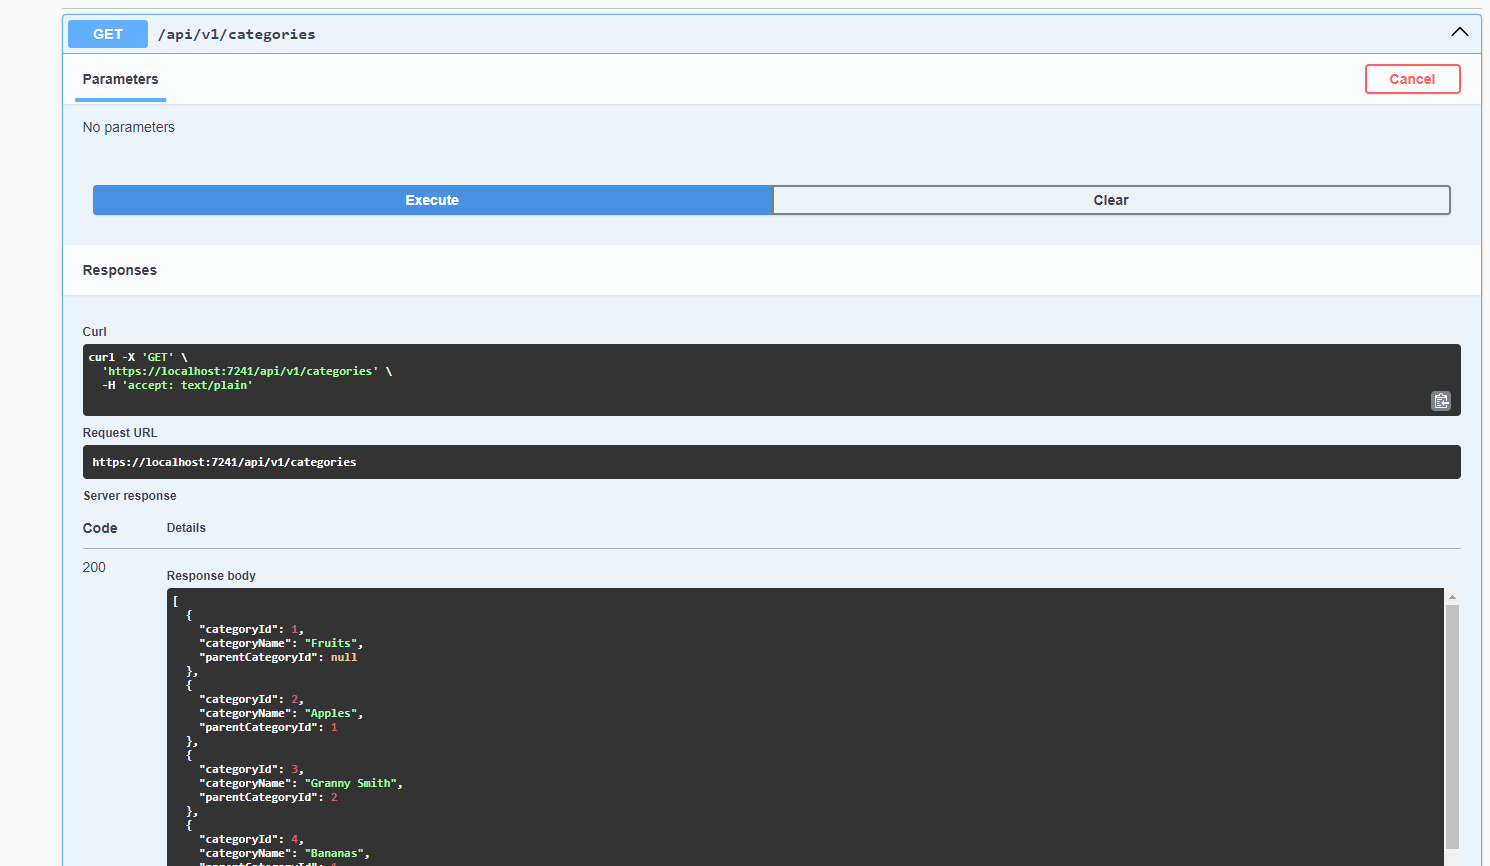 GET /api/v1/categories
Parameters
Cancel
No parameters
Execute
Clear
Responses
Curl
curl -X 'GET' \
  'https://localhost:7241/api/v1/categories' \
  -H 'accept: text/plain'
Request URL
https://localhost:7241/api/v1/categories
Server response
Code Details
200
Response body
[
  {
    "categoryId": 1,
    "categoryName": "Fruits",
    "parentCategoryId": null
  },
  {
    "categoryId": 2,
    "categoryName": "Apples",
    "parentCategoryId": 1
  },
  {
    "categoryId": 3,
    "categoryName": "Granny Smith",
    "parentCategoryId": 2
  },
  {
    "categoryId": 4,
    "categoryName": "Bananas",
    "parentCategoryId": 1